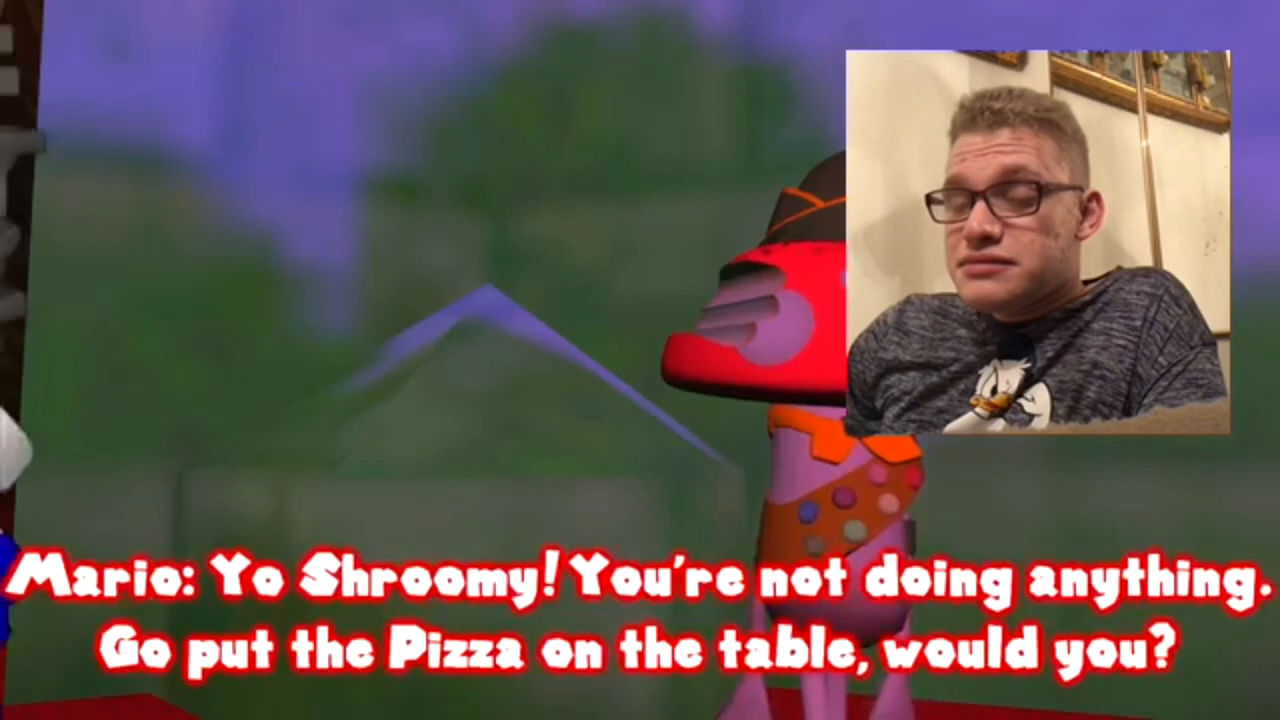 Mario: Yo Shroomy! You're not doing anything.
Go put the Pizza on the table, would you?